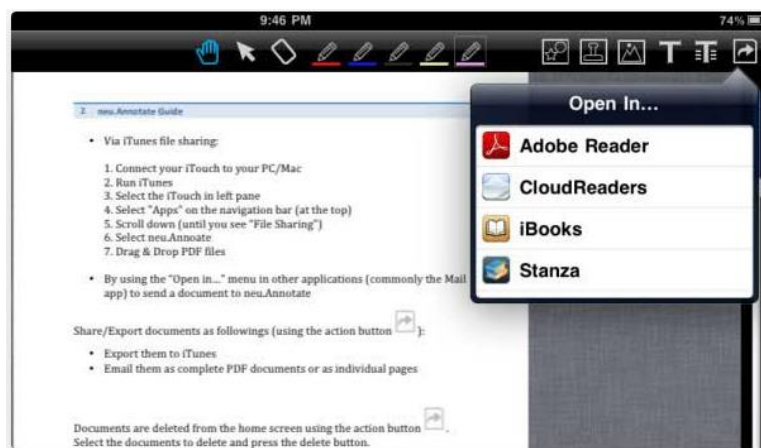 9:46 PM
74%
T
T
2 neu.Annotate Guide
• Via iTunes file sharing:
1. Connect your iTouch to your PC/Mac
2. Run iTunes
3. Select the iTouch in left pane
4. Select "Apps" on the navigation bar (at the top)
5. Scroll down (until you see "File Sharing")
6. Select neu.Annoate
7. Drag & Drop PDF files
• By using the "Open in..." menu in other applications (commonly the Mail
app) to send a document to neu.Annotate
Share/Export documents as followings (using the action button ):
• Export them to iTunes
• Email them as complete PDF documents or as individual pages
Documents are deleted from the home screen using the action button .
Select the documents to delete and press the delete button.
Open In...
Adobe Reader
CloudReaders
iBooks
Stanza